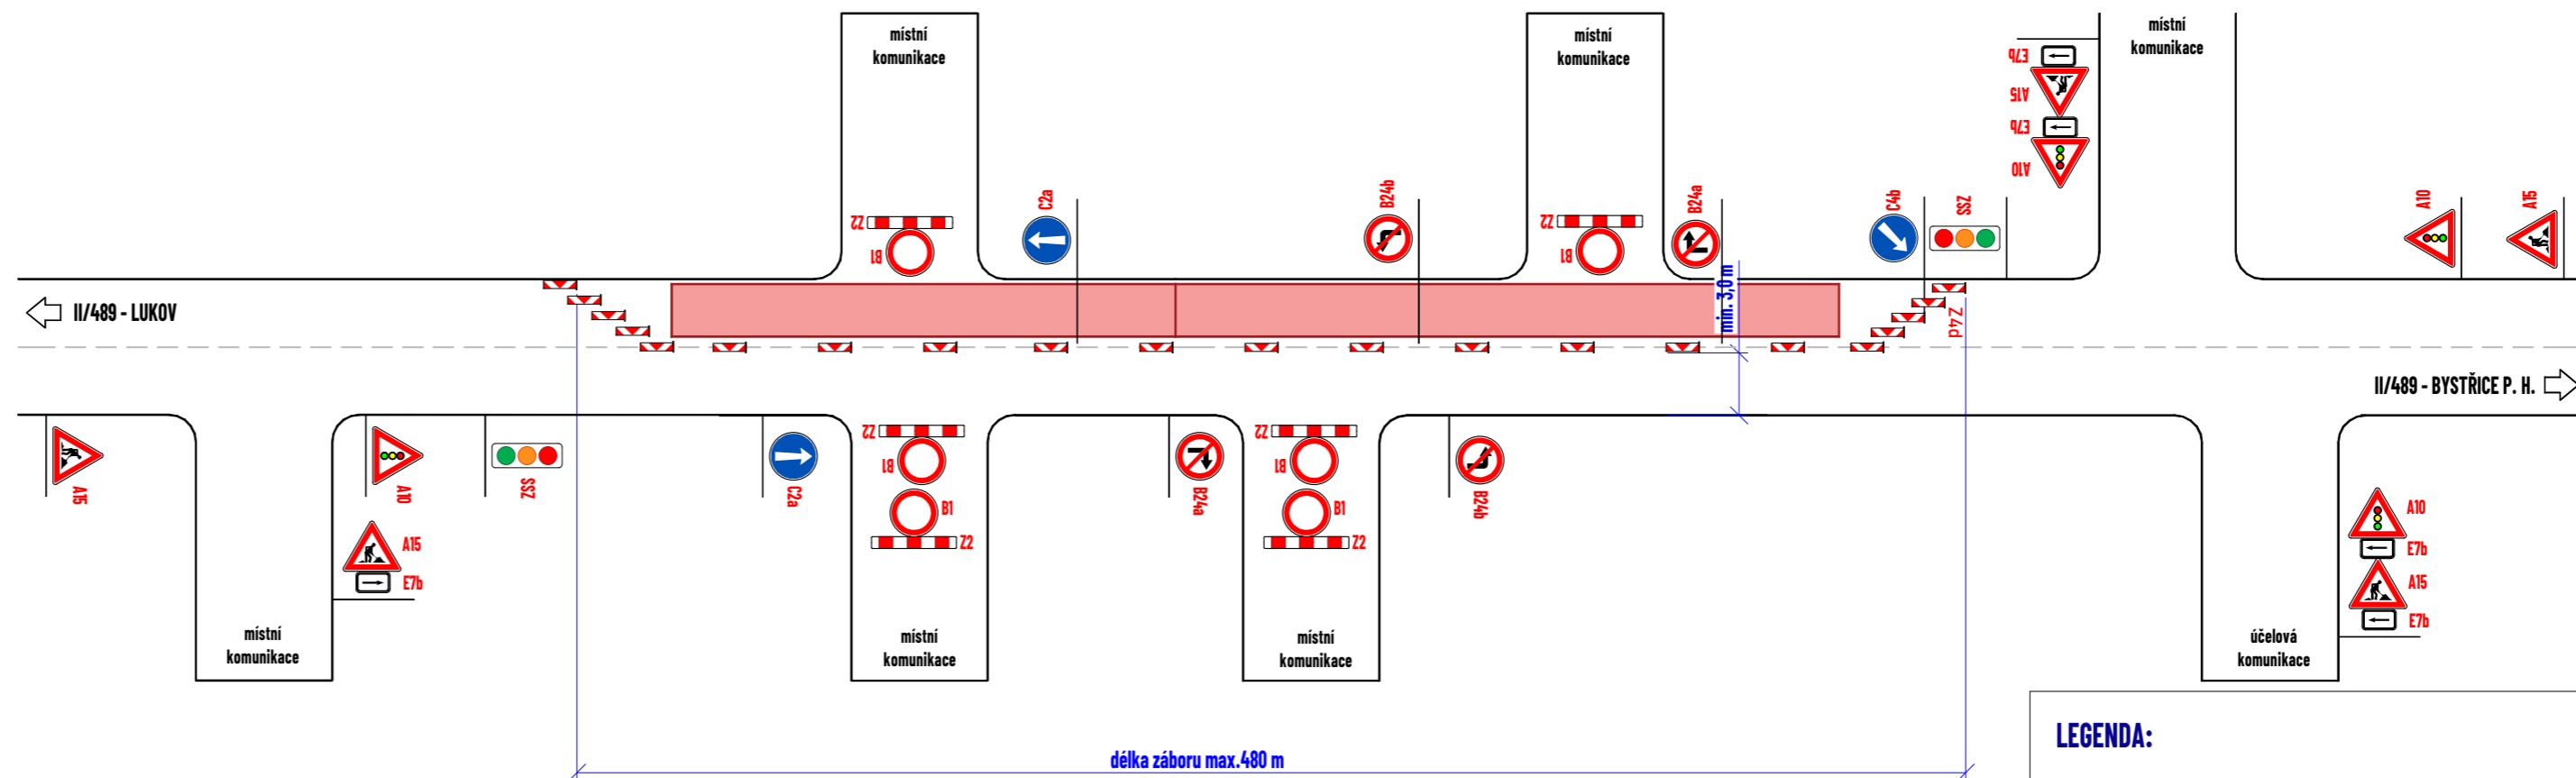 místní
komunikace
místní
komunikace
místní
komunikace
E7b
A15
E7b
A10
Z2
B1
C2a
B24b
Z2
B1
B24a
C4b
SSZ
A10
A15
min. 3,0 m
II/489 - LUKOV
Z4d
II/489 - BYSTŘICE P. H.
A15
A10
SSZ
C2a
Z2
B1
B1
Z2
B24a
Z2
B1
B1
Z2
B24b
A15
E7b
A10
E7b
A15
E7b
místní
komunikace
místní
komunikace
místní
komunikace
účelová
komunikace
LEGENDA:
délka záboru max.480 m